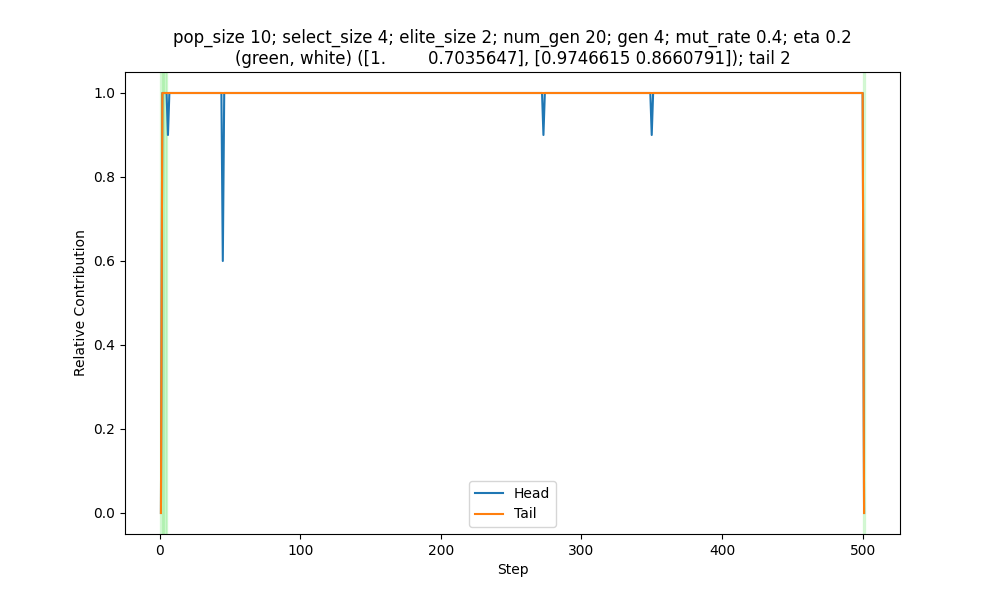 pop_size 10; select_size 4; elite_size 2; num_gen 20; gen 4; mut_rate 0.4; eta 0.2
(green, white) ([1.        0.7035647], [0.9746615 0.8660791]); tail 2
1.0
0.8
0.6
0.4
0.2
0.0
Relative Contribution
Head
Tail
0 100 200 300 400 500
Step